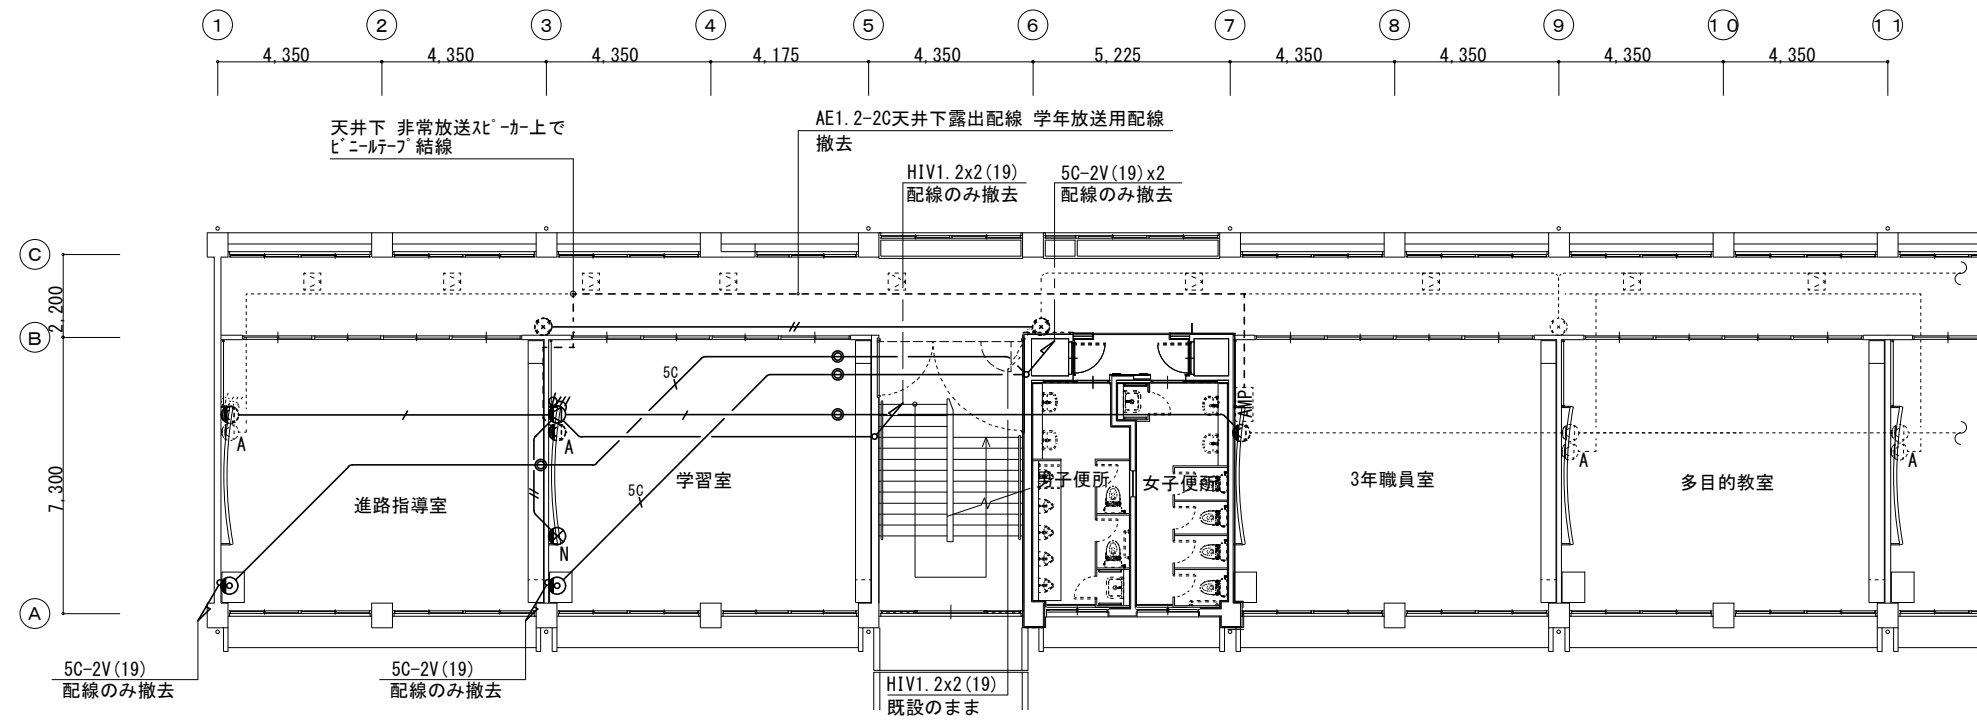 ① ② ③ ④ ⑤ ⑥ ⑦ ⑧ ⑨ ⑩ ⑪
4,350 4,350 4,350 4,175 4,350 5,225 4,350 4,350 4,350 4,350
天井下 非常放送ｽﾋﾟｰｶｰ上で
ﾋﾞﾆｰﾙﾃｰﾌﾟ結線
AE1.2-2C天井下露出配線 学年放送用配線
撤去
HIV1.2x2(19)
配線のみ撤去
5C-2V(19)x2
配線のみ撤去
C
2,200
B
7,300
A
5C
5C
A
A
N
AMP
A
A
進路指導室
学習室
男子便所
女子便所
3年職員室
多目的教室
5C-2V(19)
配線のみ撤去
5C-2V(19)
配線のみ撤去
HIV1.2x2(19)
既設のまま